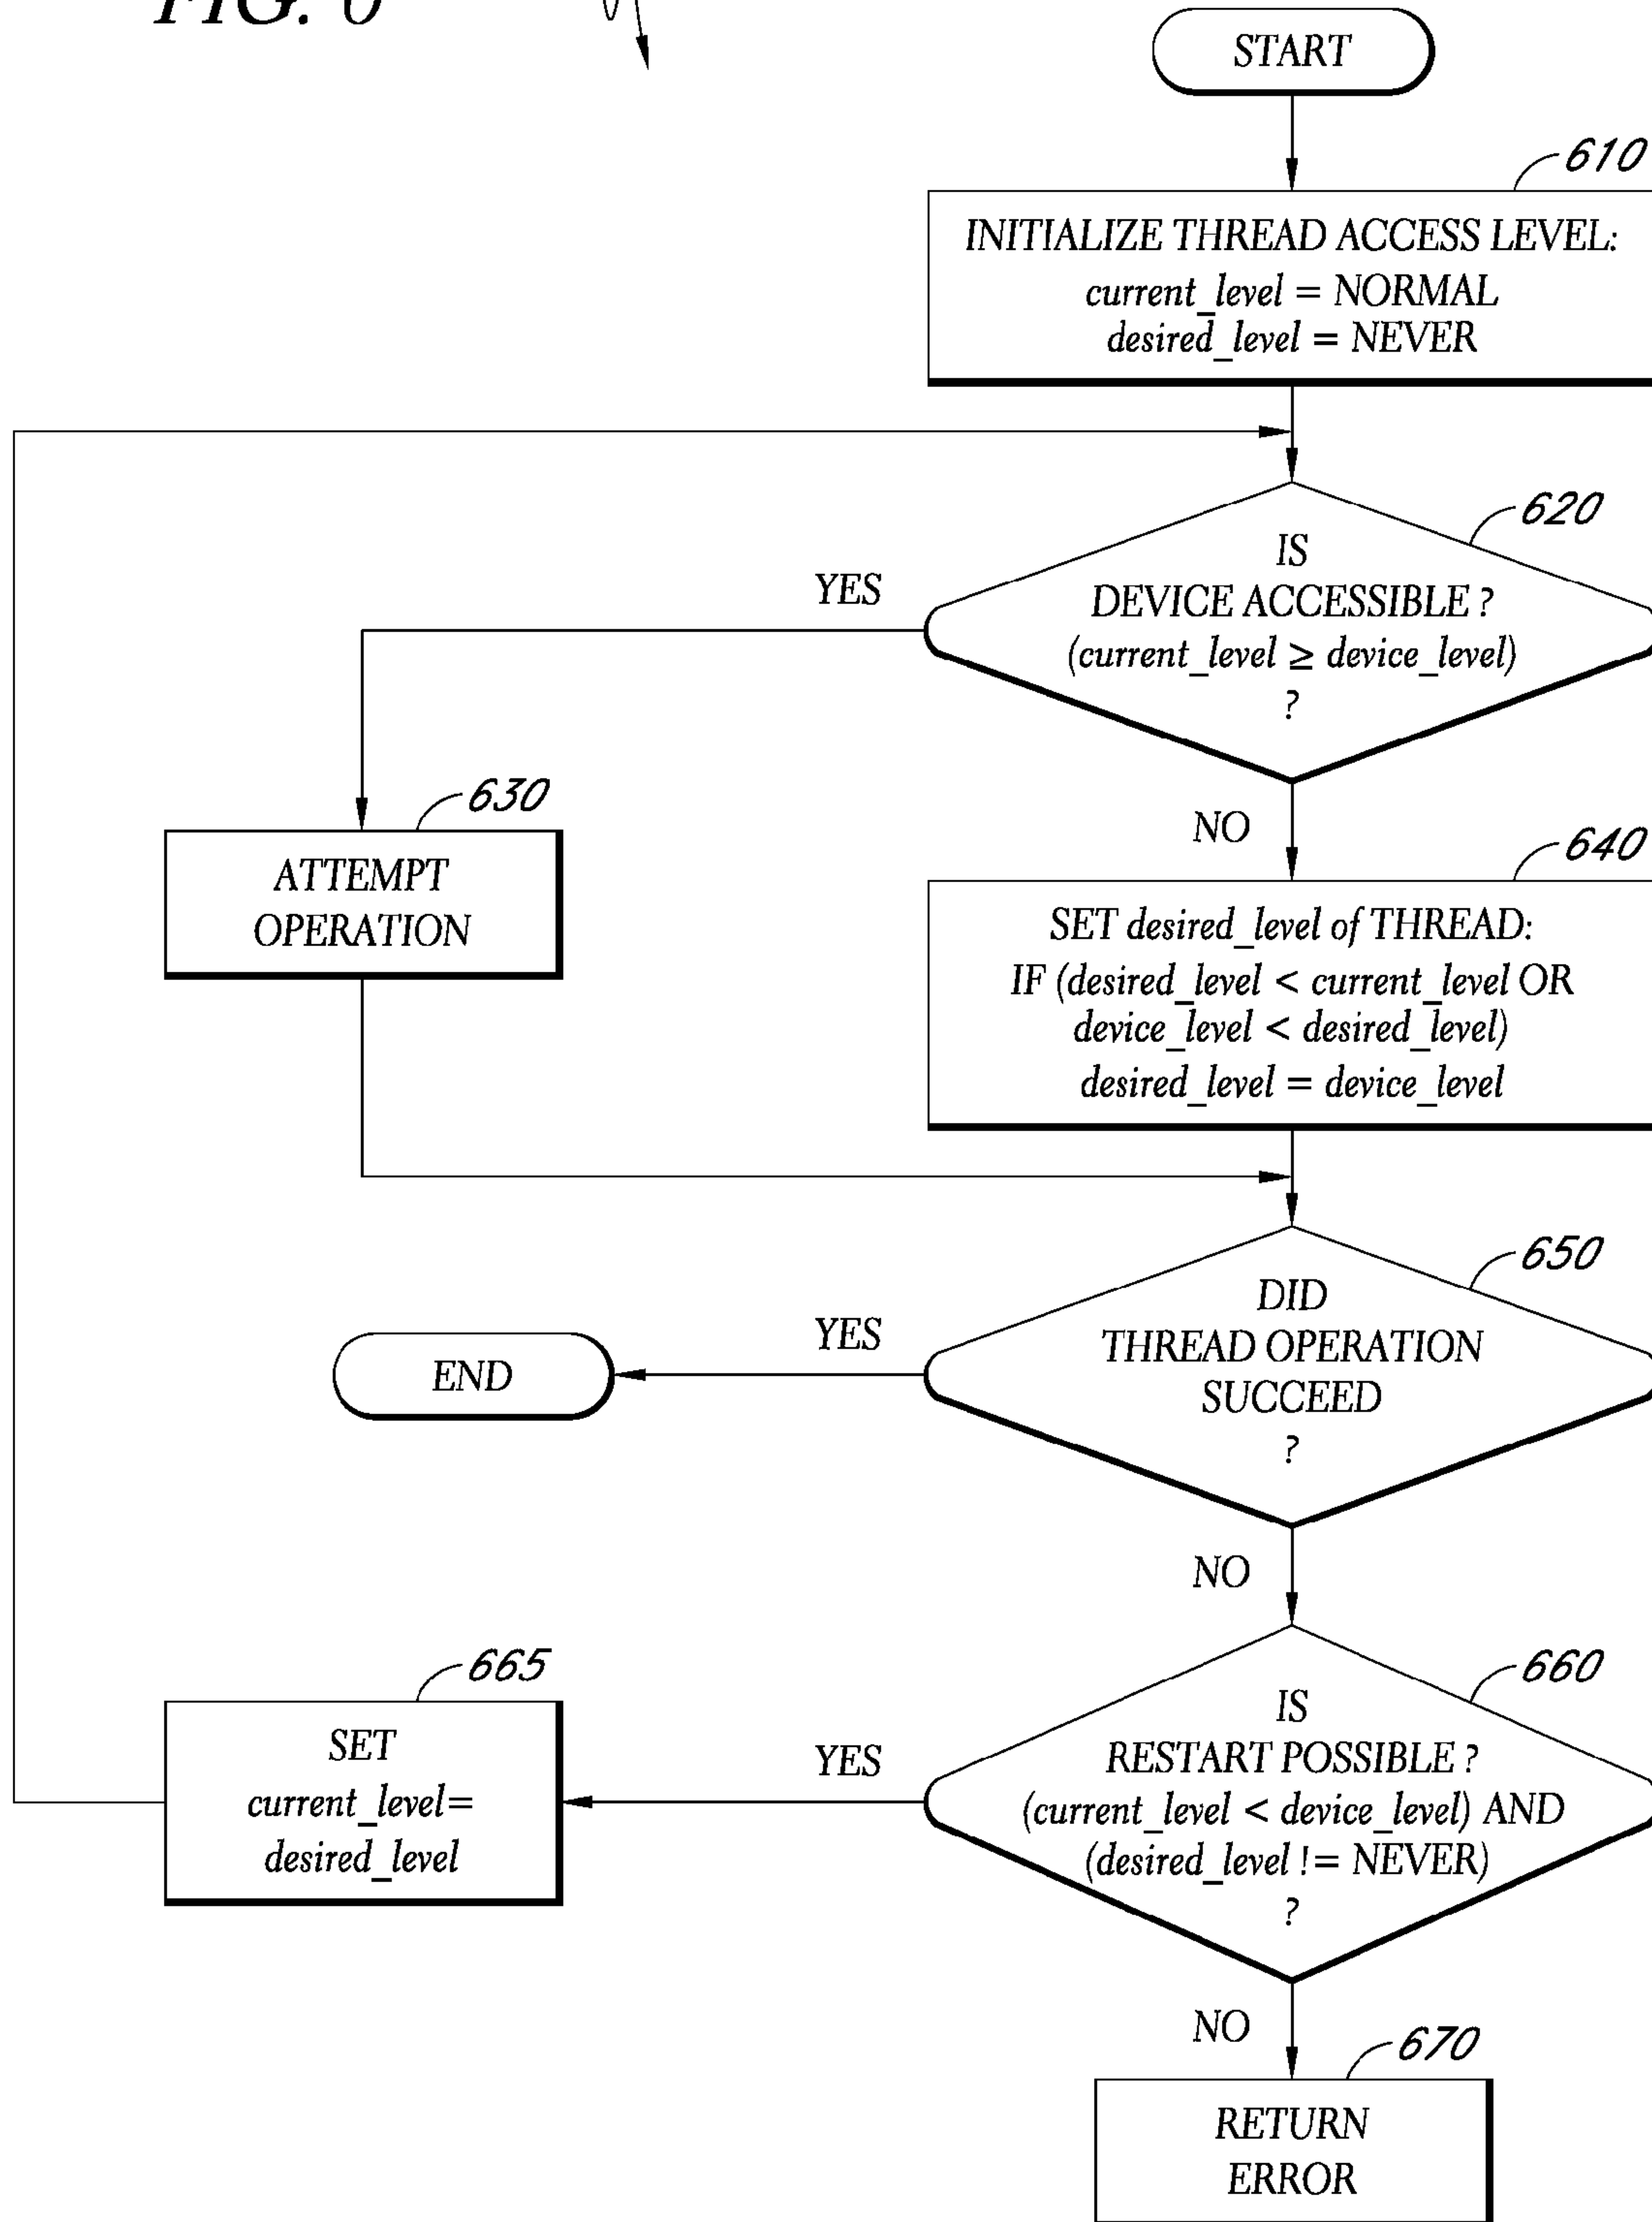 FIG. 6
START
610
INITIALIZE THREAD ACCESS LEVEL:
current_level = NORMAL
desired_level = NEVER
620
IS
DEVICE ACCESSIBLE ?
(current_level ≥ device_level)
?
YES
NO
630
ATTEMPT
OPERATION
640
SET desired_level of THREAD:
IF (desired_level < current_level OR
device_level < desired_level)
desired_level = device_level
650
DID
THREAD OPERATION
SUCCEED
?
YES
END
NO
660
IS
RESTART POSSIBLE ?
(current_level < device_level) AND
(desired_level != NEVER)
?
YES
665
SET
current_level=
desired_level
NO
670
RETURN
ERROR